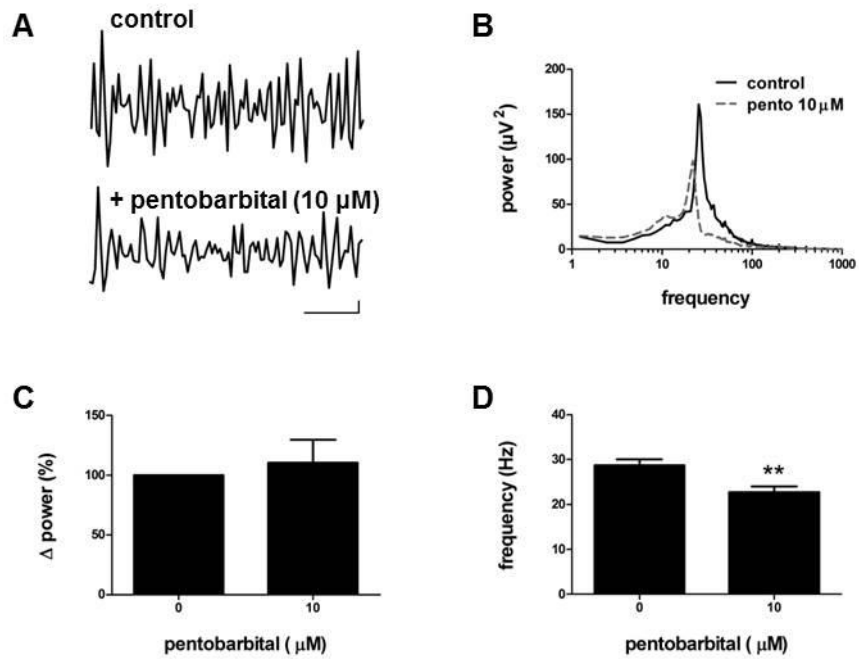 A
control
+ pentobarbital (10 µM)
B
200
150
100
50
0
power (µV²)
control
pento 10 µM
1
10
100
1000
frequency
C
150
100
50
0
Δ power (%)
0
10
pentobarbital ( µM)
D
40
30
20
10
0
frequency (Hz)
**
0
10
pentobarbital ( µM)